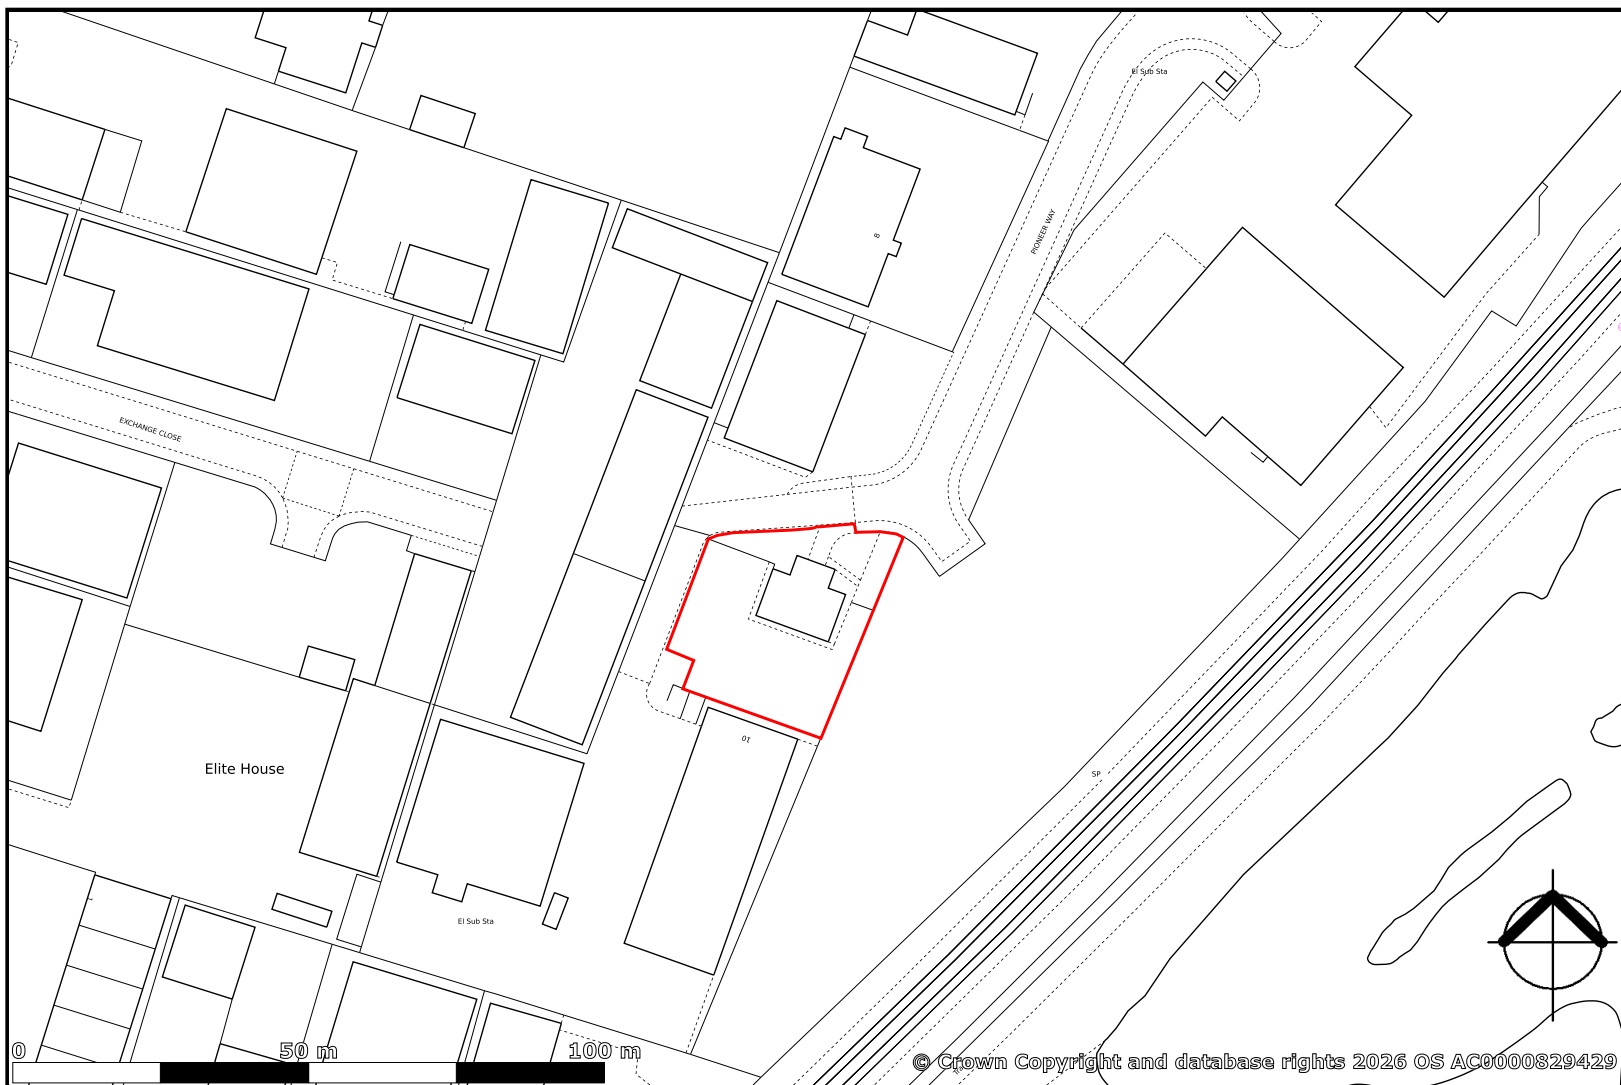 El Sub Sta
PIONEER WAY
8
EXCHANGE CLOSE
10
Elite House
SP
El Sub Sta
0 50 m 100 m
© Crown Copyright and database rights 2026 OS AC0000829429